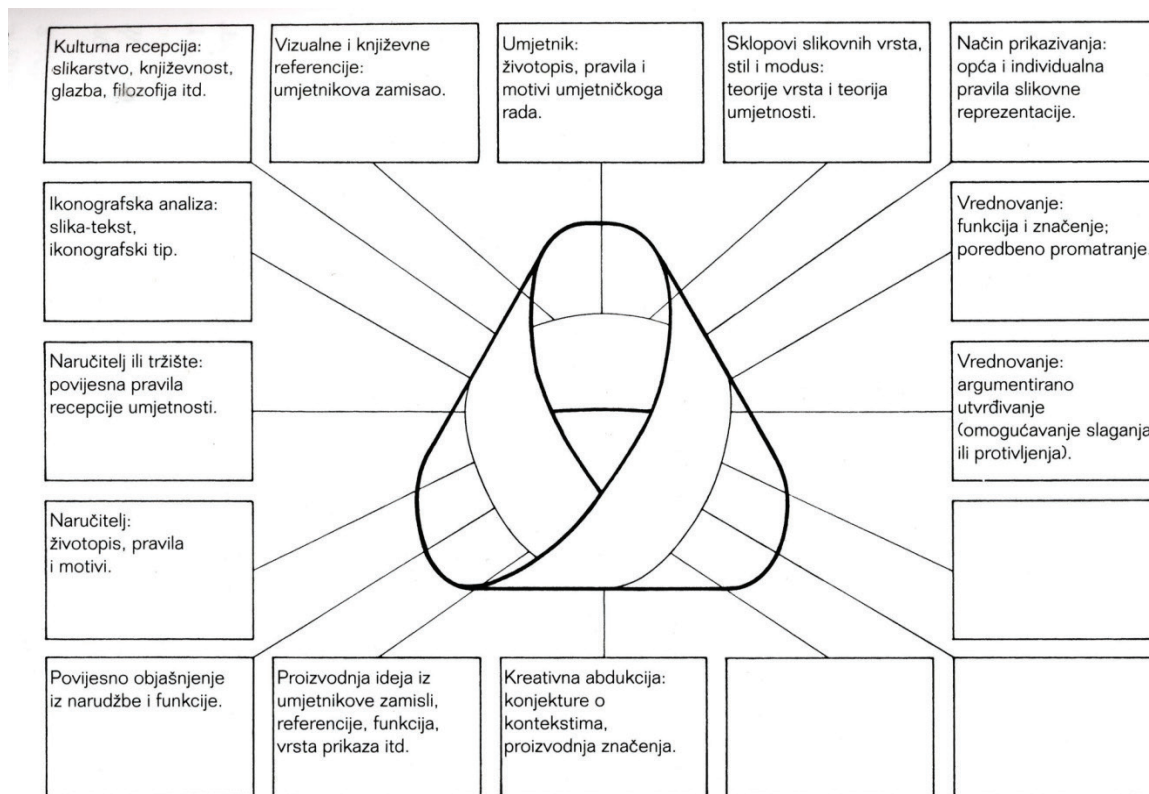 Kulturna recepcija:
slikarstvo, književnost,
glazba, filozofija itd.
Vizualne i književne
referencije:
umjetnikova zamisao.
Umjetnik:
životopis, pravila i
motivi umjetničkoga
rada.
Sklopovi slikovnih vrsta,
stil i modus:
teorije vrsta i teorija
umjetnosti.
Način prikazivanja:
opća i individualna
pravila slikovne
reprezentacije.
Ikonografska analiza:
slika-tekst,
ikonografski tip.
Vrednovanje:
funkcija i značenje;
poredbeno promatranje.
Naručitelj ili tržište:
povijesna pravila
recepcije umjetnosti.
Vrednovanje:
argumentirano
utvrđivanje
(omogućavanje slaganja
ili protivljenja).
Naručitelj:
životopis, pravila
i motivi.
Povijesno objašnjenje
iz narudžbe i funkcije.
Proizvodnja ideja iz
umjetnikove zamisli,
referencije, funkcija,
vrsta prikaza itd.
Kreativna abdukcija:
konjekture o
kontekstima,
proizvodnja značenja.